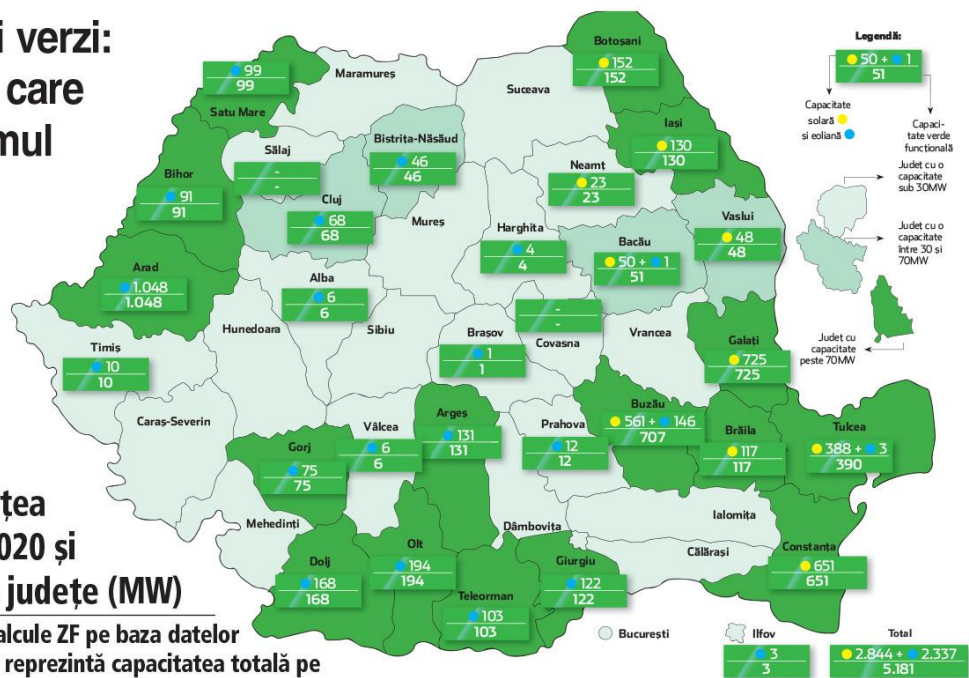 i verzi:
care
mul
țea
020 și
județe (MW)
alcule ZF pe baza datelor
reprezintă capacitatea totală pe
Legendă:
50 + 1
51
Capacitate
solară
și eoliană
Capaci-
tate verde
funcțională
Județ cu o
capacitate
sub 30MW
Județ cu o
capacitate
între 30 și
70MW
Județ cu
capacitate
peste 70MW
99
99
Satu Mare
Maramureș
Suceava
Botoșani
152
152
Iași
130
130
Bistrița-Năsăud
46
46
Sălaj
-
-
Bihor
91
91
Cluj
68
68
Mureș
Neamț
23
23
Harghita
4
4
Bacău
50 + 1
51
Vaslui
48
48
Arad
1.048
1.048
Alba
6
6
Hunedoara
Sibiu
Brașov
1
1
-
-
Covasna
Vrancea
Galați
725
725
Timiș
10
10
Caraș-Severin
Gorj
75
75
Vâlcea
6
6
Argeș
131
131
Prahova
12
12
Buzău
561 + 146
707
Brăila
117
117
Tulcea
388 + 3
390
Mehedinți
Dolj
168
168
Olt
194
194
Dâmbovița
Teleorman
103
103
Giurgiu
122
122
Ialomița
Călărași
Constanța
651
651
București
Ilfov
3
3
Total
2.844 + 2.337
5.181